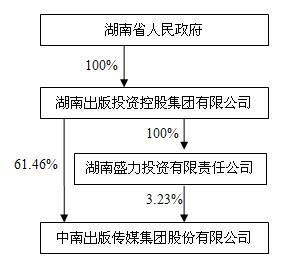 湖南省人民政府
100%
湖南出版投资控股集团有限公司
100%
61.46%
湖南盛力投资有限责任公司
3.23%
中南出版传媒集团股份有限公司